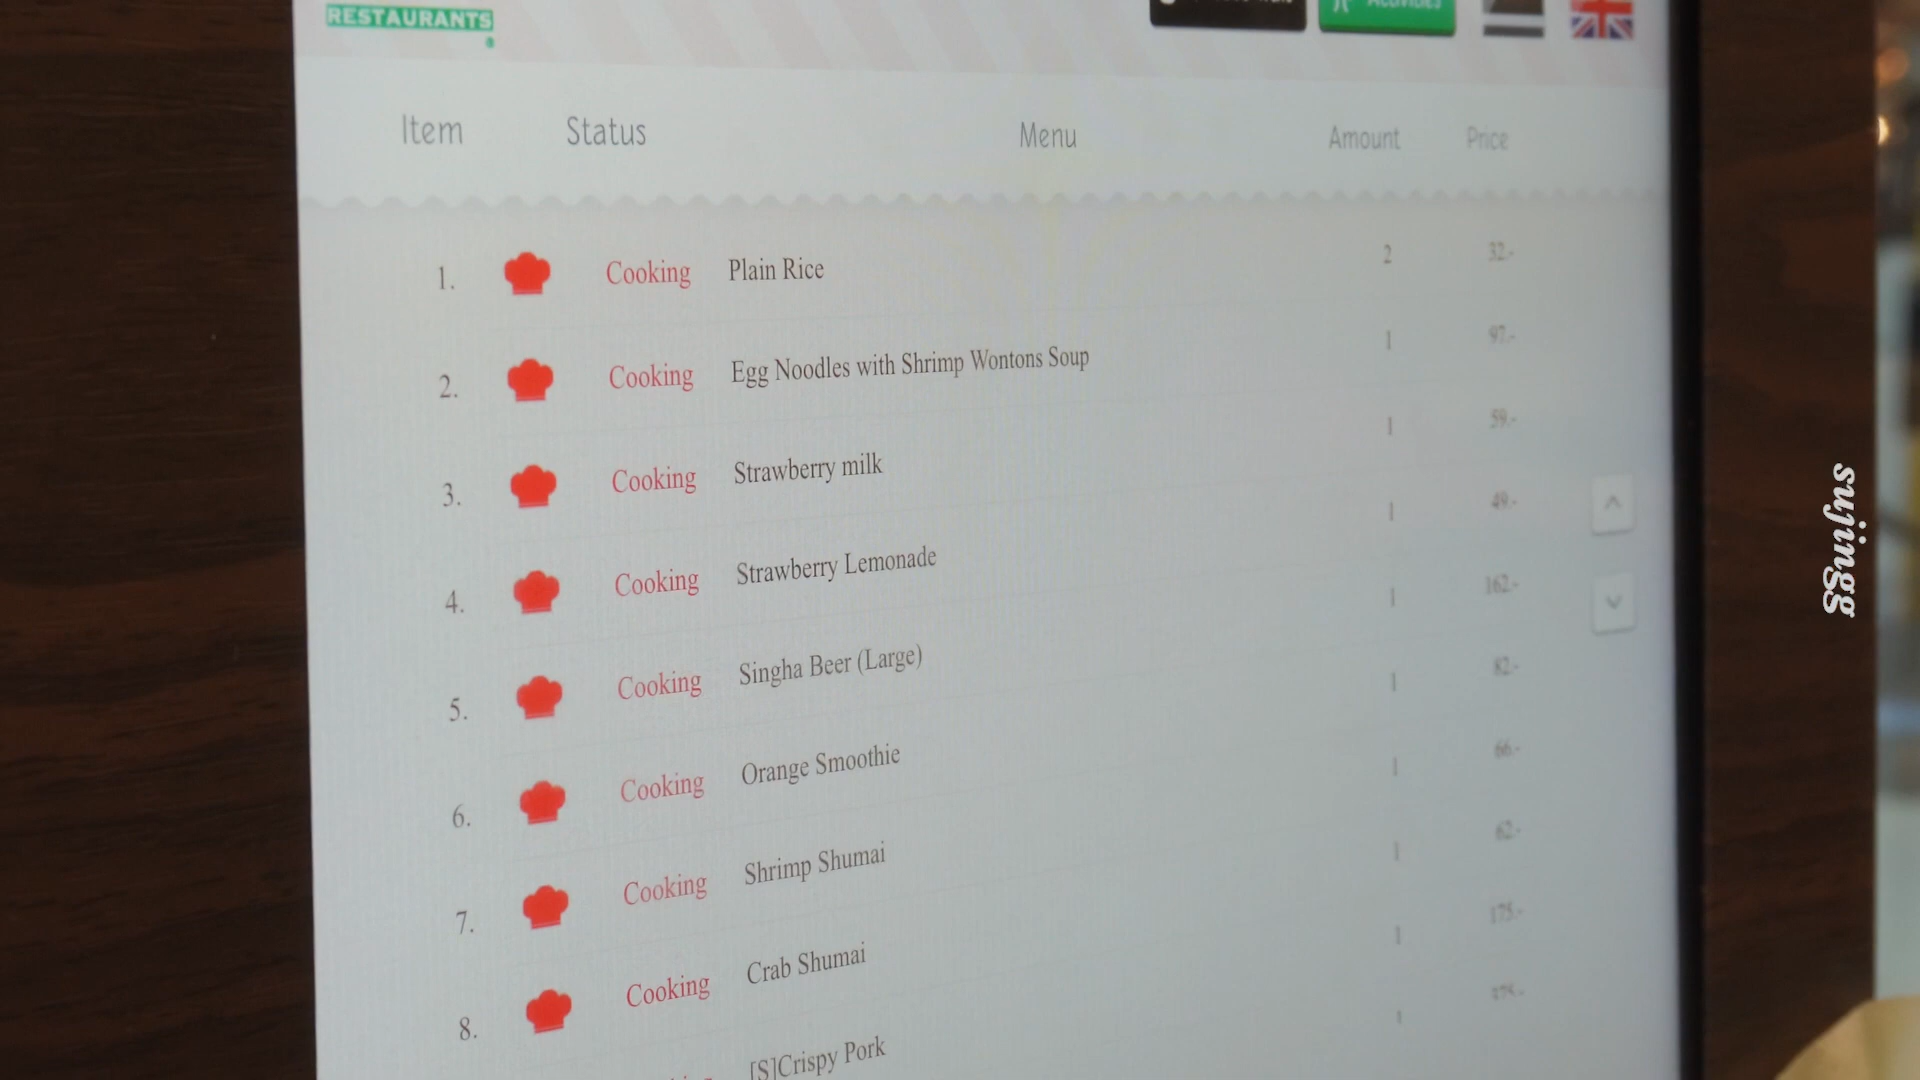 RESTAURANTS
Item Status Menu Amount Price
1. Cooking Plain Rice 2 32.-
2. Cooking Egg Noodles with Shrimp Wontons Soup 1 97.-
3. Cooking Strawberry milk 1 59.-
4. Cooking Strawberry Lemonade 1 49.-
5. Cooking Singha Beer (Large) 1 162.-
6. Cooking Orange Smoothie 1 82.-
7. Cooking Shrimp Shumai 1 66.-
8. Cooking Crab Shumai 1 62.-
[S]Crispy Pork 1 175.-
1
sujingg